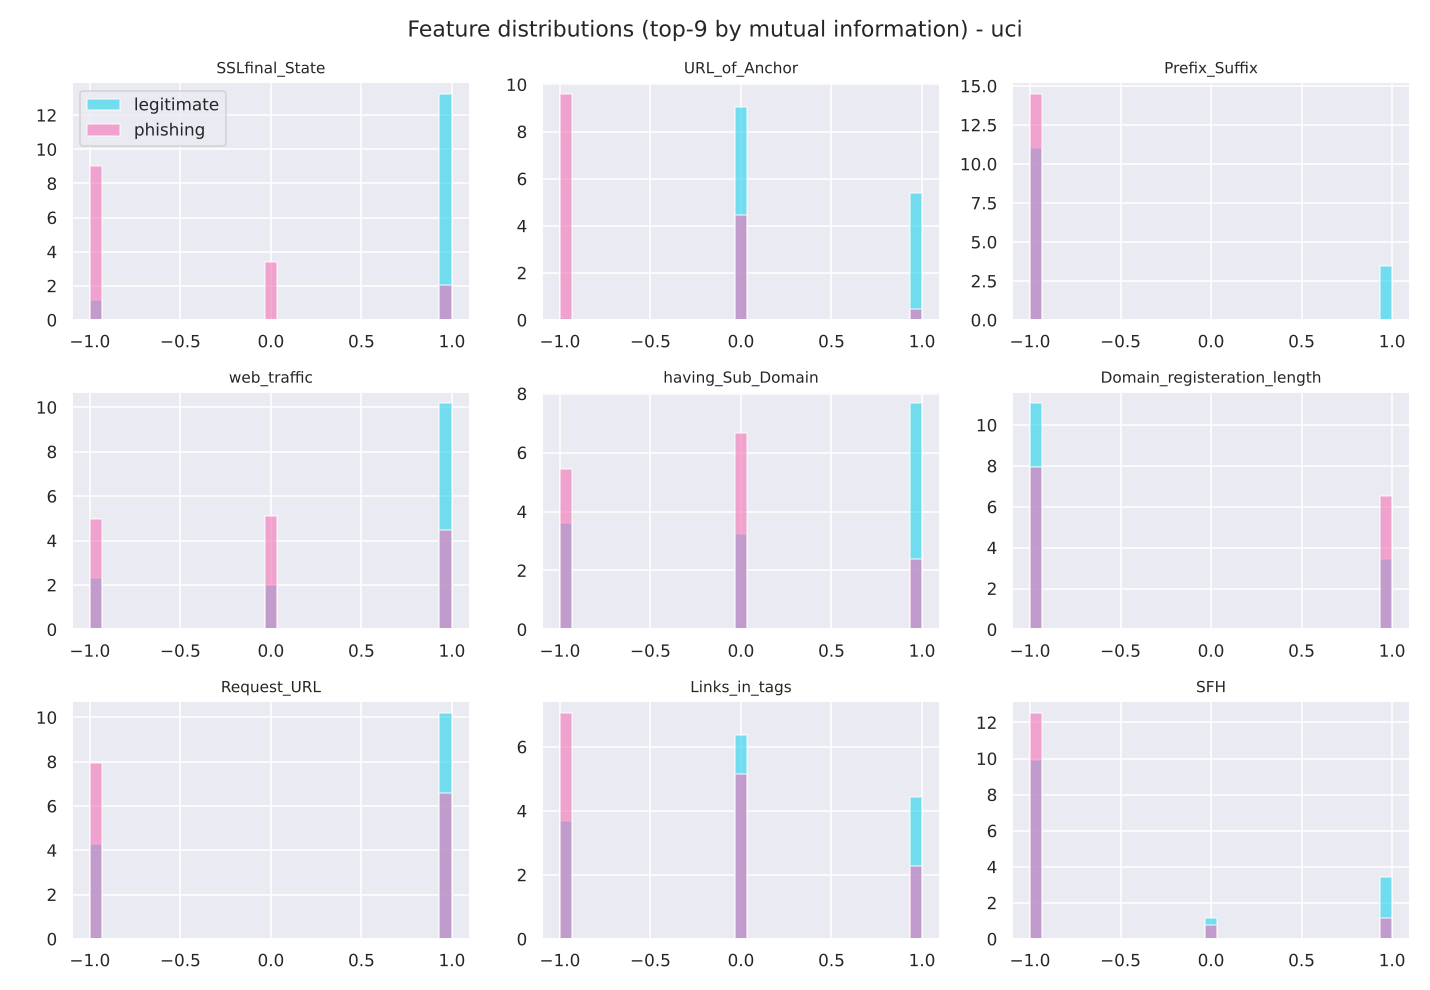 Feature distributions (top-9 by mutual information) - uci
SSLfinal_State
URL_of_Anchor
Prefix_Suffix
legitimate
phishing
12
10
8
6
4
2
0
−1.0 −0.5 0.0 0.5 1.0
10
8
6
4
2
0
−1.0 −0.5 0.0 0.5 1.0
15.0
12.5
10.0
7.5
5.0
2.5
0.0
−1.0 −0.5 0.0 0.5 1.0
web_traffic
having_Sub_Domain
Domain_registeration_length
10
8
6
4
2
0
−1.0 −0.5 0.0 0.5 1.0
8
6
4
2
0
−1.0 −0.5 0.0 0.5 1.0
10
8
6
4
2
0
−1.0 −0.5 0.0 0.5 1.0
Request_URL
Links_in_tags
SFH
10
8
6
4
2
0
−1.0 −0.5 0.0 0.5 1.0
6
4
2
0
−1.0 −0.5 0.0 0.5 1.0
12
10
8
6
4
2
0
−1.0 −0.5 0.0 0.5 1.0